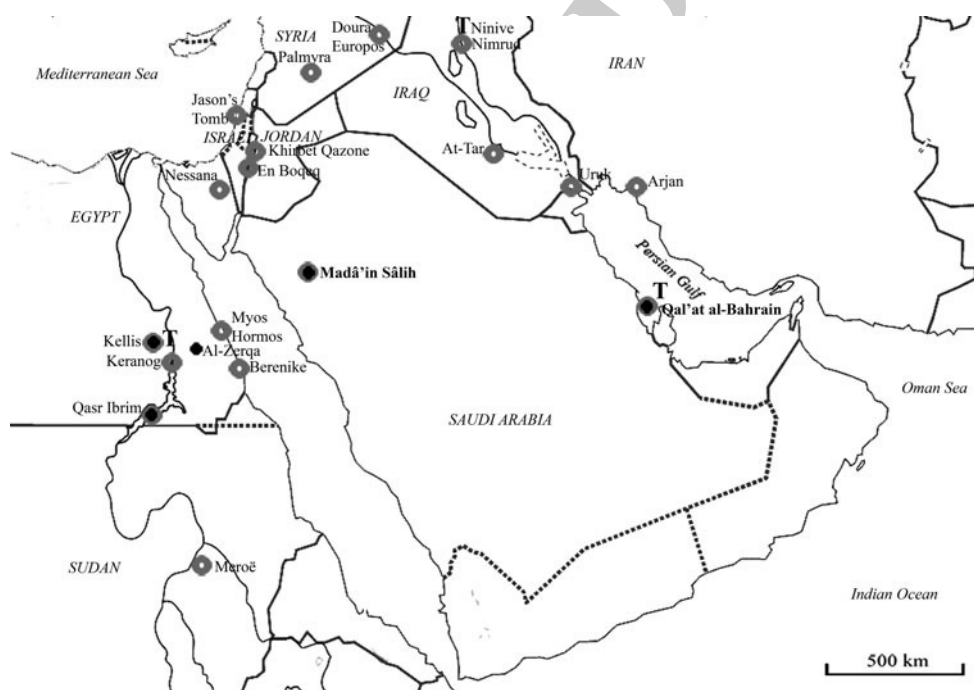 SYRIA
Doura
Europos
T
Ninive
Nimrud
Mediterranean Sea
Palmyra
IRAN
IRAQ
Jason's
Tomb
ISRA
JORDAN
Khirbet Qazone
At-Tar
En Boqeq
Nessana
Uruk
Arjan
EGYPT
Persian Gulf
Madâ'in Sâlih
T
Qal'at al-Bahrain
Myos
Hormos
Kellis
T
Al-Zerqa
Keranog
Berenike
Oman Sea
Qasr Ibrim
SAUDI ARABIA
SUDAN
Meroë
Indian Ocean
500 km